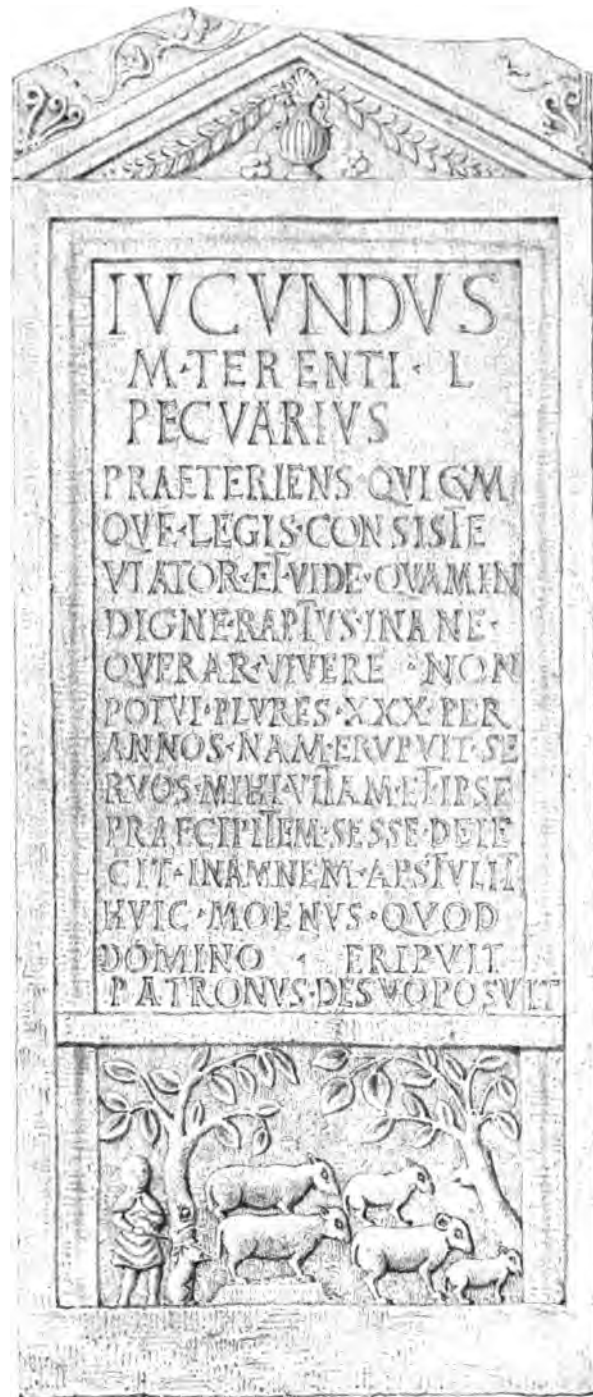 IVCVNDVS
M·TERENTI·L
PECVARIVS
PRAETERIENS·QVICVM
QVE·LEGIS·CONSISTE
VIATOR·ET·VIDE·QVAM·IN
DIGNE·RAPTVS·INANE·
QVERAR·VIVERE·NON
POTVI·PLVRES·XXX·PER
ANNOS·NAM·ERVPVIT·SE
RVOS·MIHI·VITAM·ET·IPSE
PRAECIPITEM·SESSE·DEIE
CIT·IN·AMNEM·APSTVLIT
HVIC·MOENVS·QVOD
DOMINO·ERIPVIT
PATRONVS·DE·SVO·POSVIT